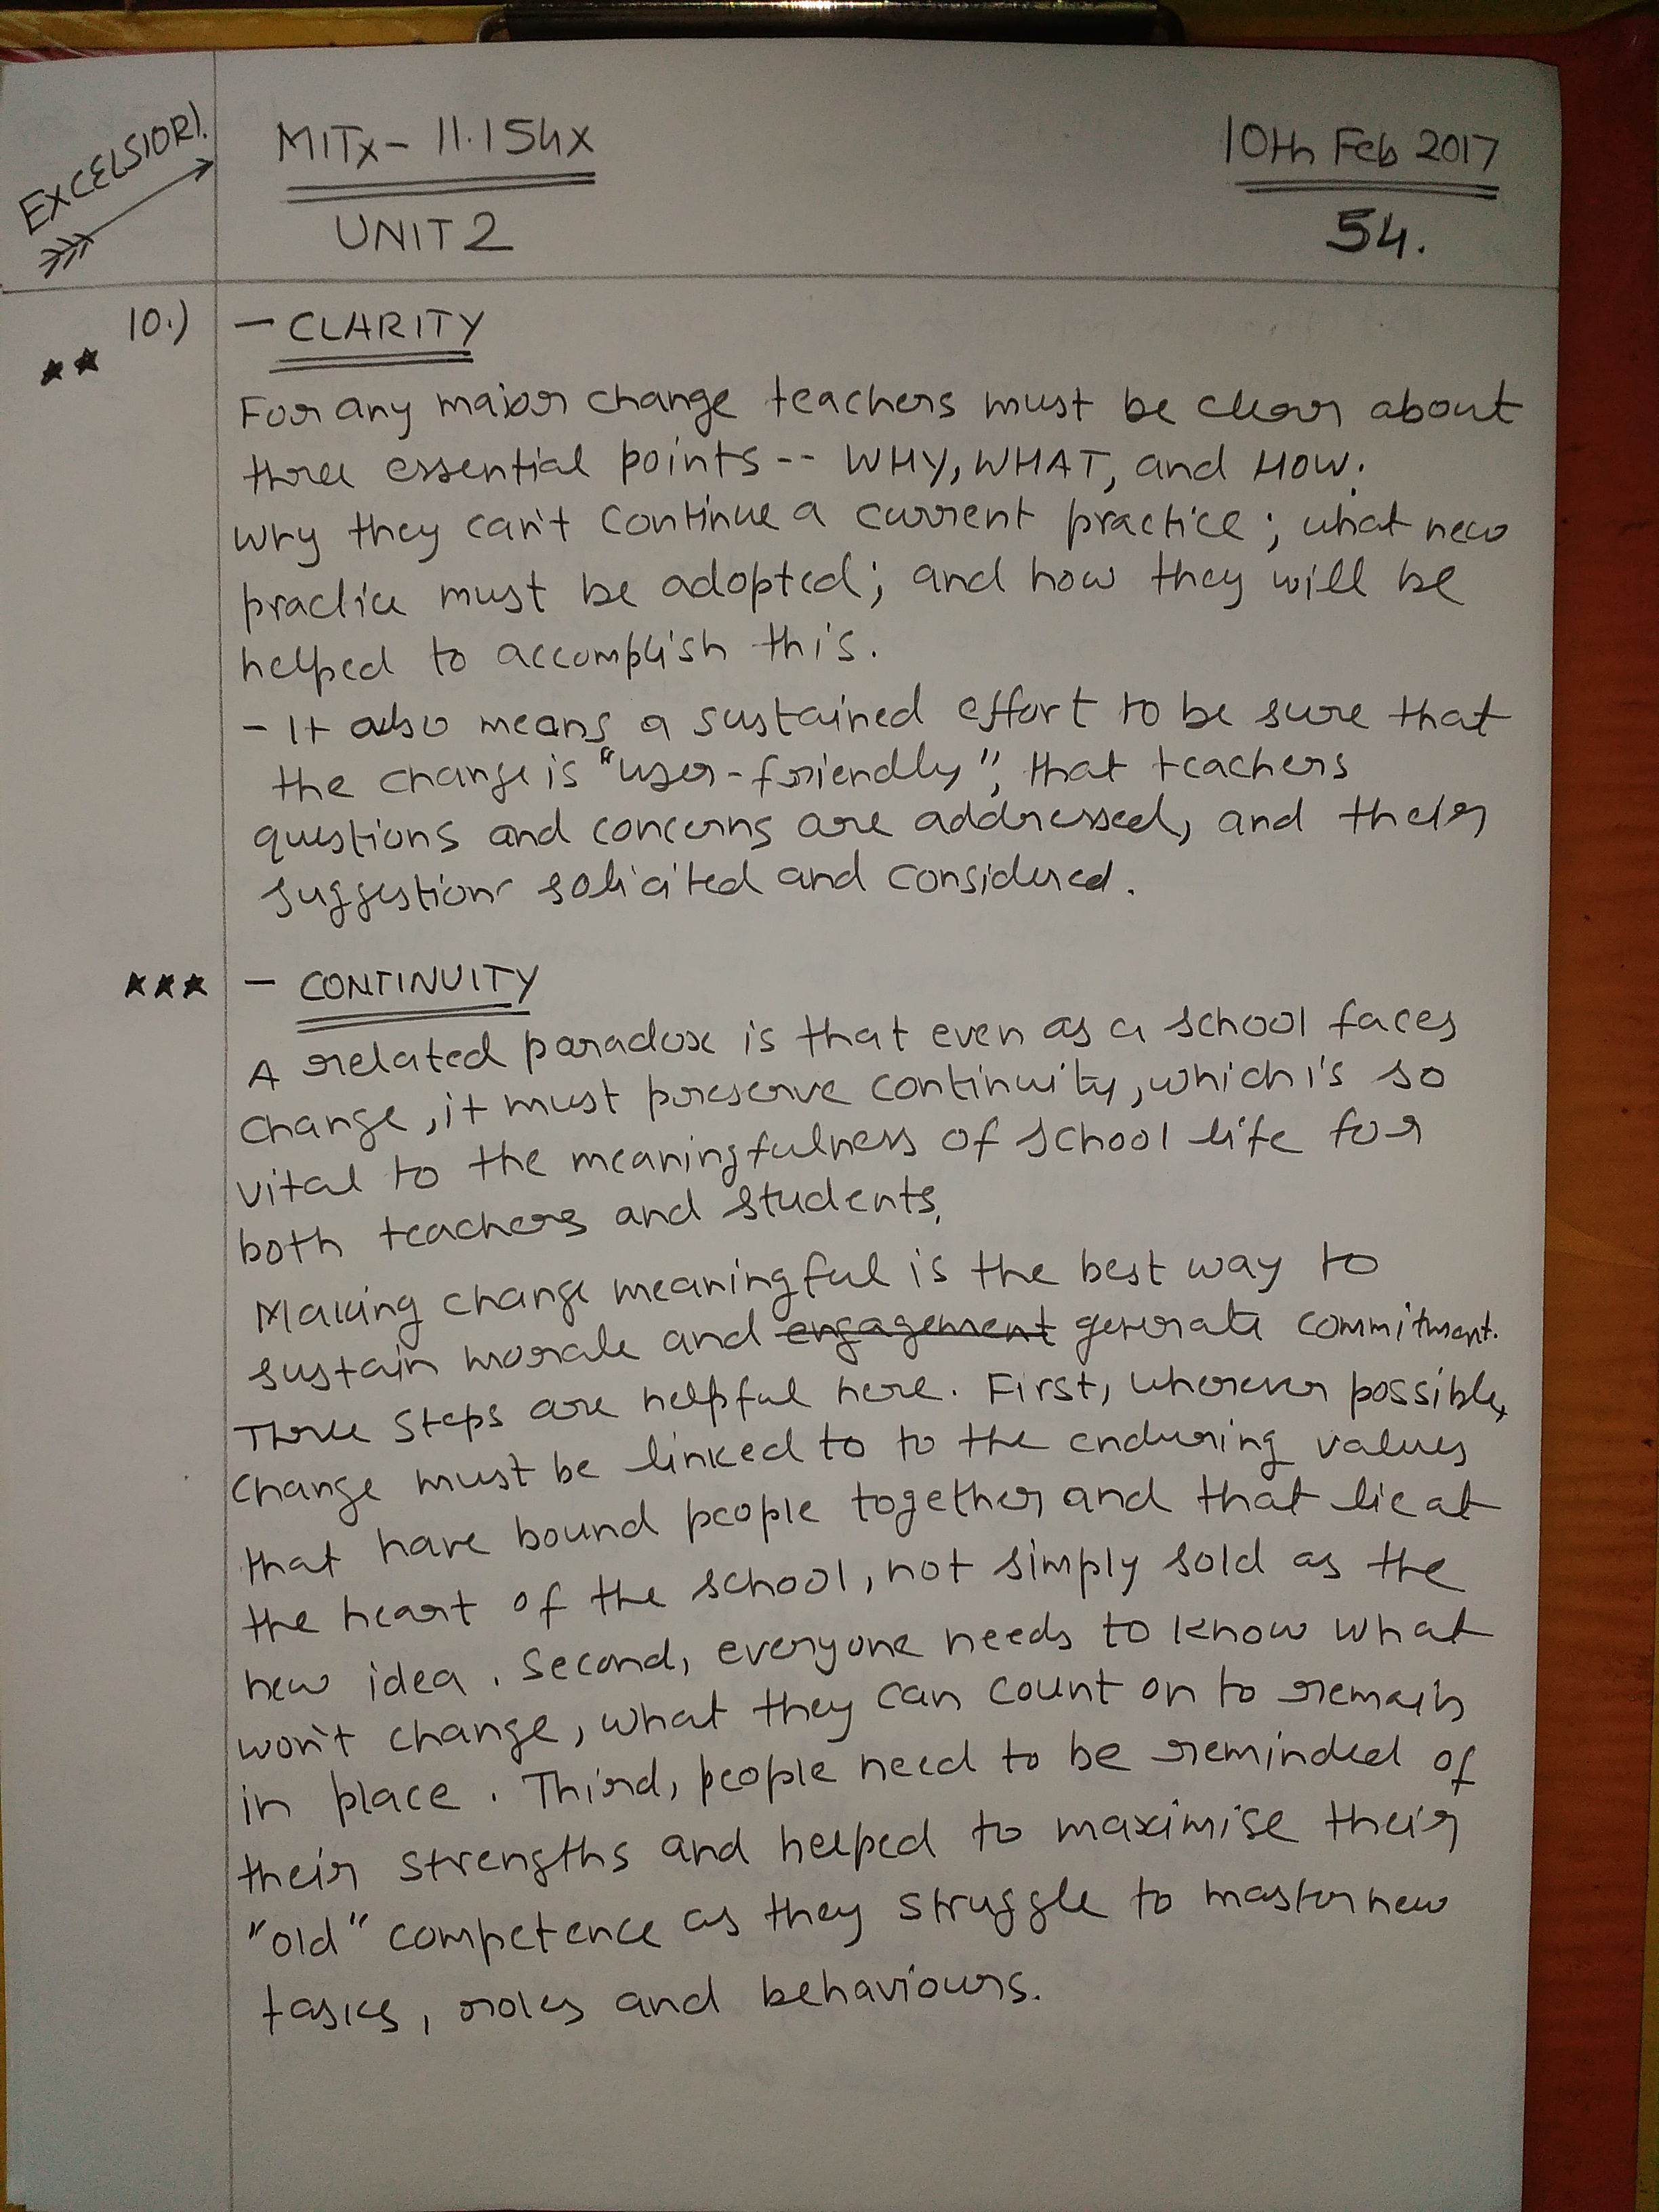 EXCELSIOR!
MITx- 11.154x
10th Feb 2017
UNIT 2
54.
10.) - CLARITY
For any major change teachers must be clear about
three essential points -- WHY, WHAT, and HOW.
Why they can't continue a current practice; what new
practice must be adopted; and how they will be
helped to accomplish this.
- It also means a sustained effort to be sure that
the change is "user-friendly", that teachers
questions and concerns are addressed, and their
suggestions solicited and considered.
- CONTINUITY
A related paradox is that even as a school faces
change, it must preserve continuity, which is so
vital to the meaningfulness of school life for
both teachers and students.
Making change meaningful is the best way to
sustain morale and engagement generate commitment.
Three steps are helpful here. First, wherever possible,
change must be linked to to the enduring values
that have bound people together and that lie at
the heart of the school, not simply sold as the
new idea. Second, everyone needs to know what
won't change, what they can count on to remain
in place. Third, people need to be reminded of
their strengths and helped to maximise their
"old" competence as they struggle to master new
tasks, roles and behaviours.